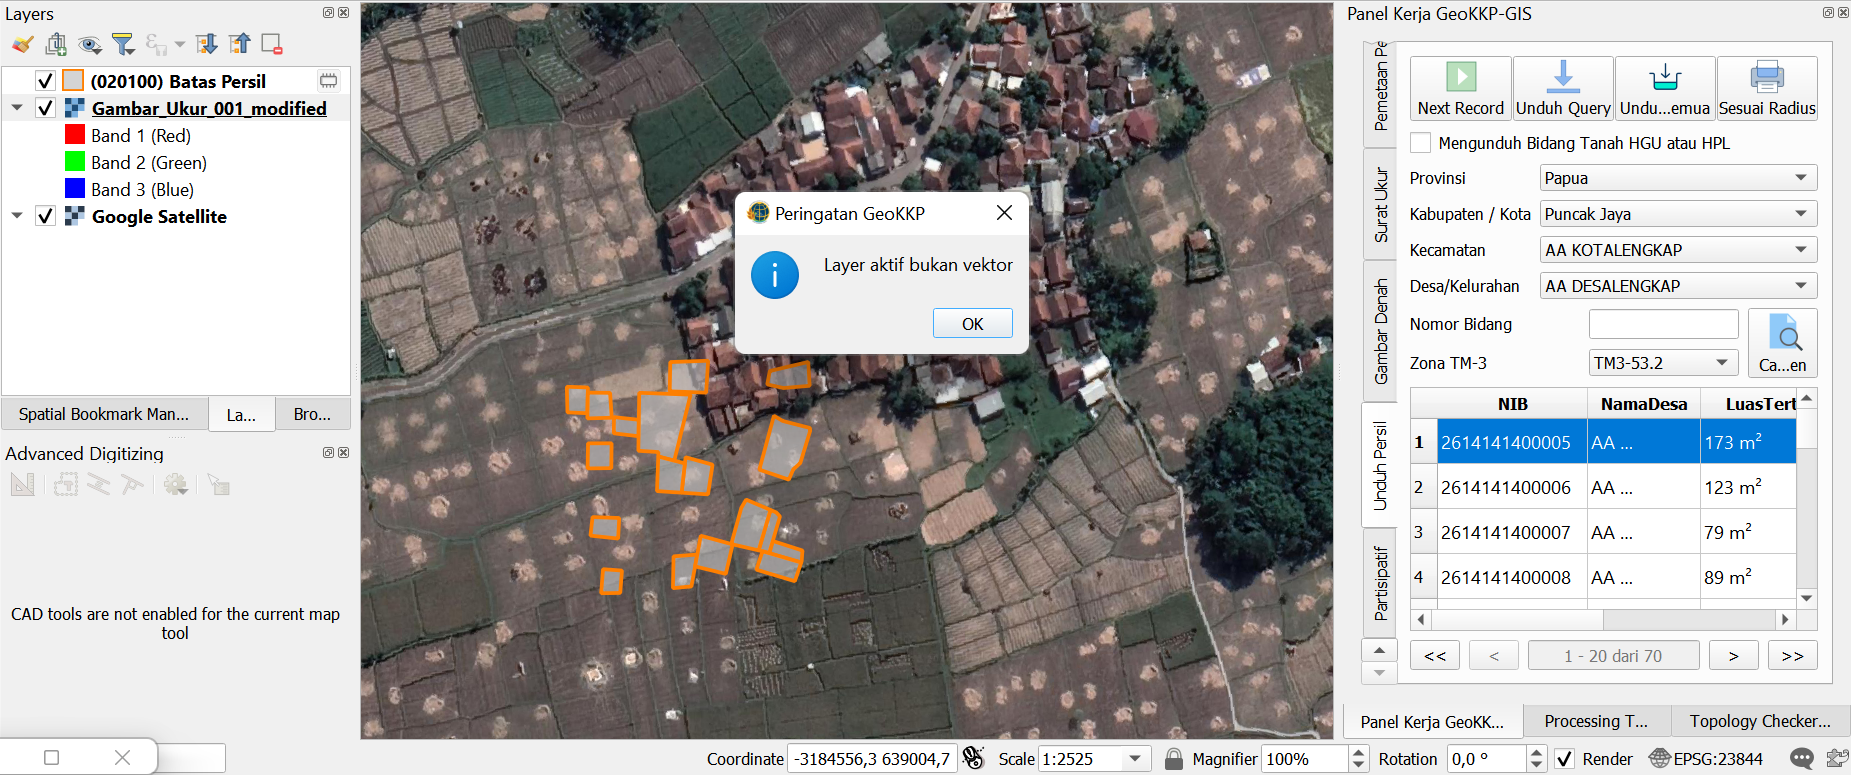 Layers
(020100) Batas Persil
Gambar_Ukur_001_modified
Band 1 (Red)
Band 2 (Green)
Band 3 (Blue)
Google Satellite
Spatial Bookmark Man...
La...
Bro...
Advanced Digitizing
CAD tools are not enabled for the current map
tool
Peringatan GeoKKP
Layer aktif bukan vektor
OK
Panel Kerja GeoKKP-GIS
Pemetaan Pe
Surat Ukur
Gambar Denah
Unduh Persil
Partisipatif
Next Record
Unduh Query
Undu...emua
Sesuai Radius
Mengunduh Bidang Tanah HGU atau HPL
Provinsi
Papua
Kabupaten / Kota
Puncak Jaya
Kecamatan
AA KOTALENGKAP
Desa/Kelurahan
AA DESALENGKAP
Nomor Bidang
Zona TM-3
TM3-53.2
Ca...en
NIB NamaDesa LuasTert
1 2614141400005 AA ... 173 m²
2 2614141400006 AA ... 123 m²
3 2614141400007 AA ... 79 m²
4 2614141400008 AA ... 89 m²
<< < 1 - 20 dari 70 > >>
Panel Kerja GeoKK...
Processing T...
Topology Checker...
Coordinate -3184556,3 639004,7
Scale 1:2525
Magnifier 100%
Rotation 0,0 °
Render
EPSG:23844